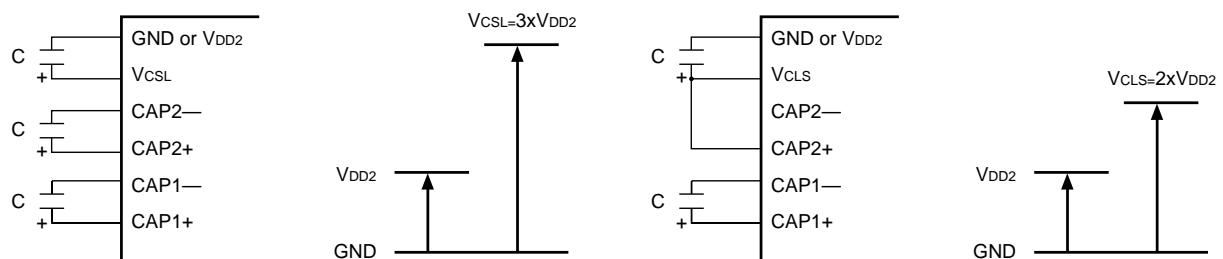 C
+
GND or VDD2
VCSL
C
+
CAP2—
CAP2+
C
+
CAP1—
CAP1+
VCSL=3xVDD2
VDD2
GND
C
+
GND or VDD2
VCLS
CAP2—
CAP2+
C
+
CAP1—
CAP1+
VCLS=2xVDD2
VDD2
GND